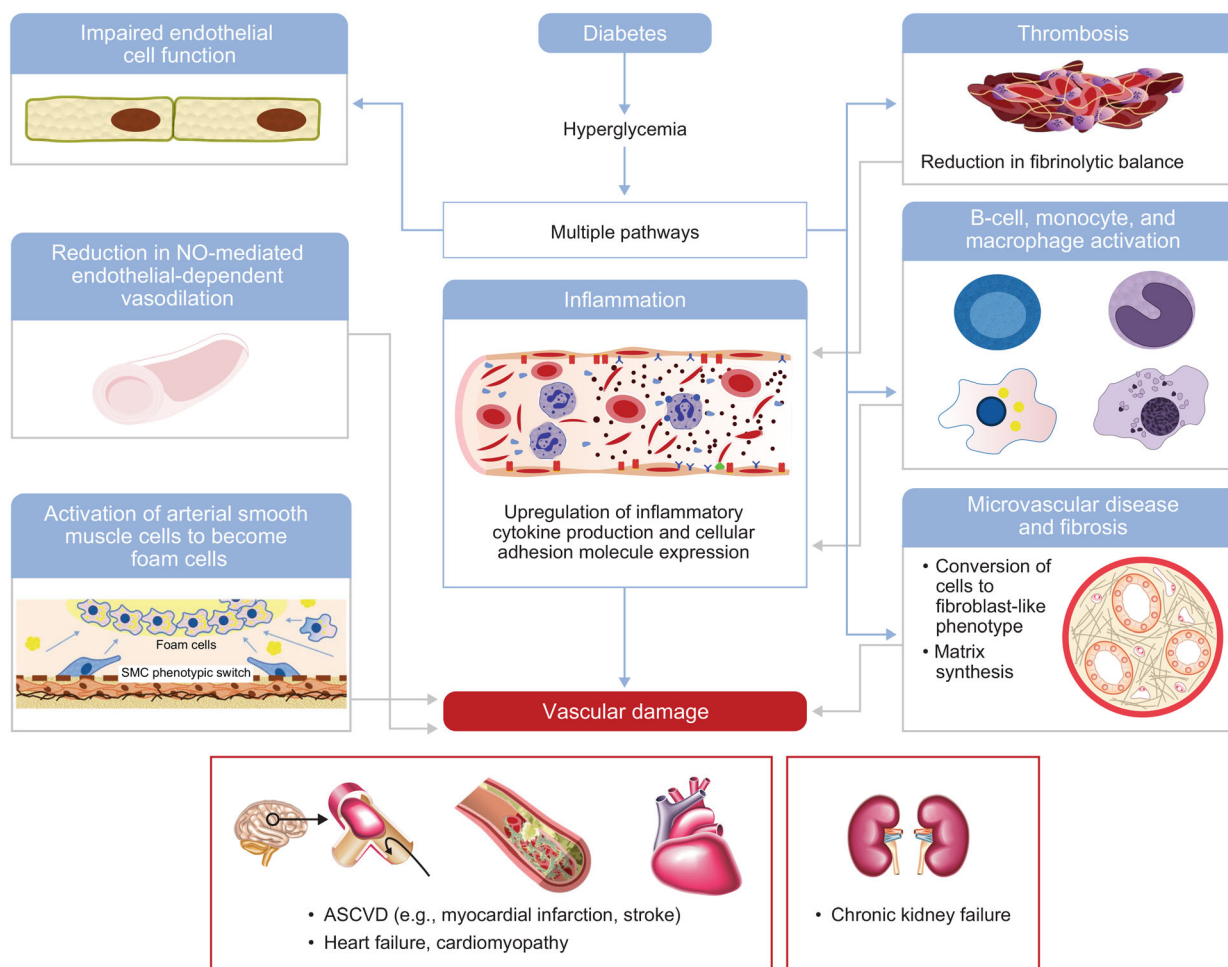 Impaired endothelial
cell function
Diabetes
Hyperglycemia
Multiple pathways
Thrombosis
Reduction in fibrinolytic balance
Reduction in NO-mediated
endothelial-dependent
vasodilation
Inflammation
Upregulation of inflammatory
cytokine production and cellular
adhesion molecule expression
B-cell, monocyte, and
macrophage activation
Activation of arterial smooth
muscle cells to become
foam cells
Foam cells
SMC phenotypic switch
Microvascular disease
and fibrosis
• Conversion of
cells to
fibroblast-like
phenotype
• Matrix
synthesis
Vascular damage
• ASCVD (e.g., myocardial infarction, stroke)
• Heart failure, cardiomyopathy
• Chronic kidney failure